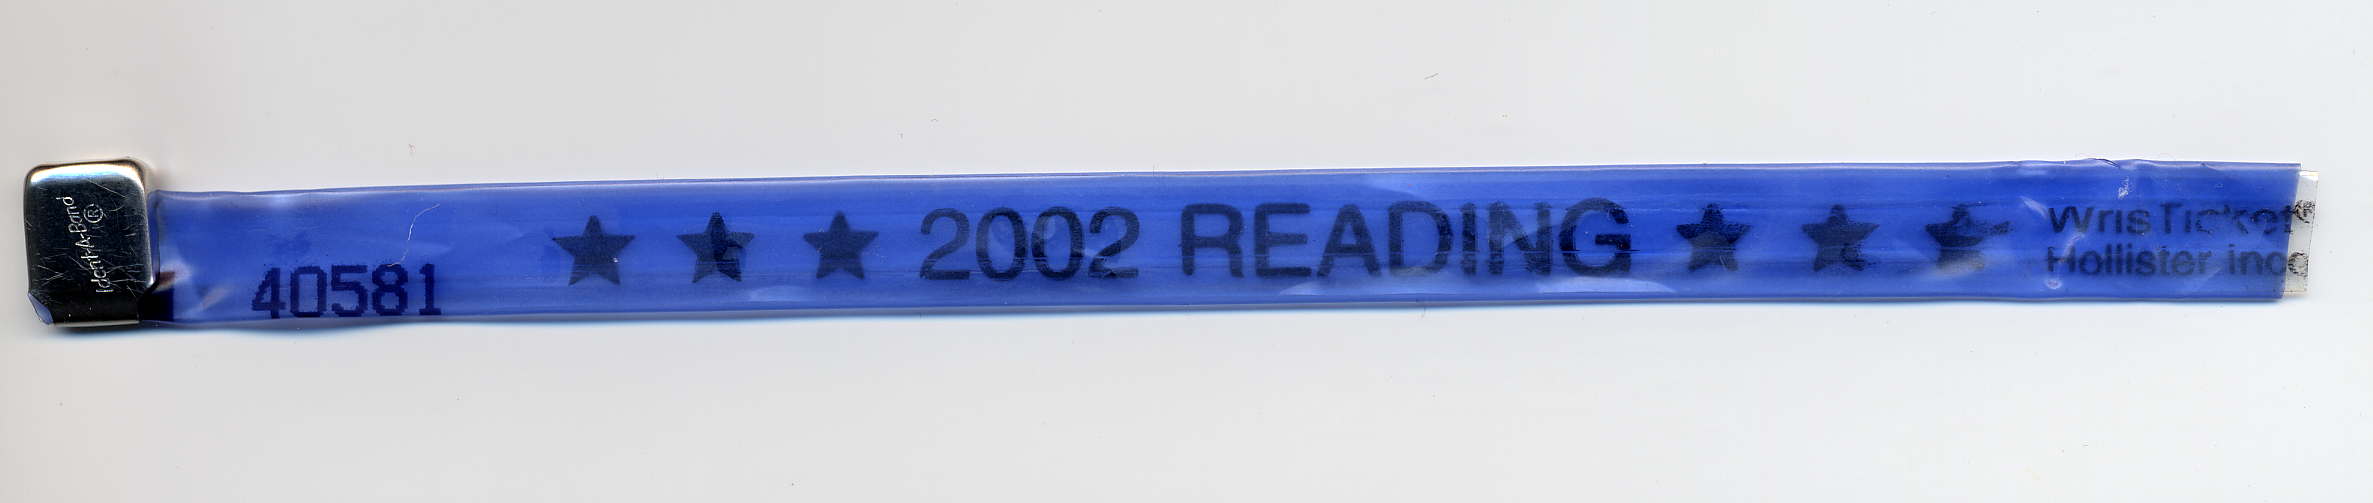 Ident-A-Band®
40581
★ ★ ★ 2002 READING ★ ★ ★
WrisTicket®
Hollister Inc